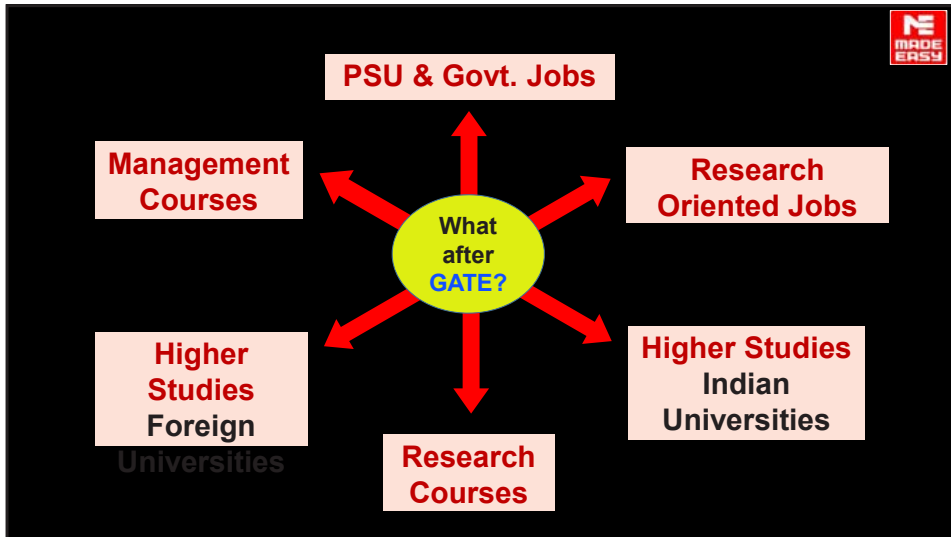 ME
MADE
EASY
PSU & Govt. Jobs
Management
Courses
Research
Oriented Jobs
What
after
GATE?
Higher
Studies
Foreign
Universities
Higher Studies
Indian
Universities
Research
Courses